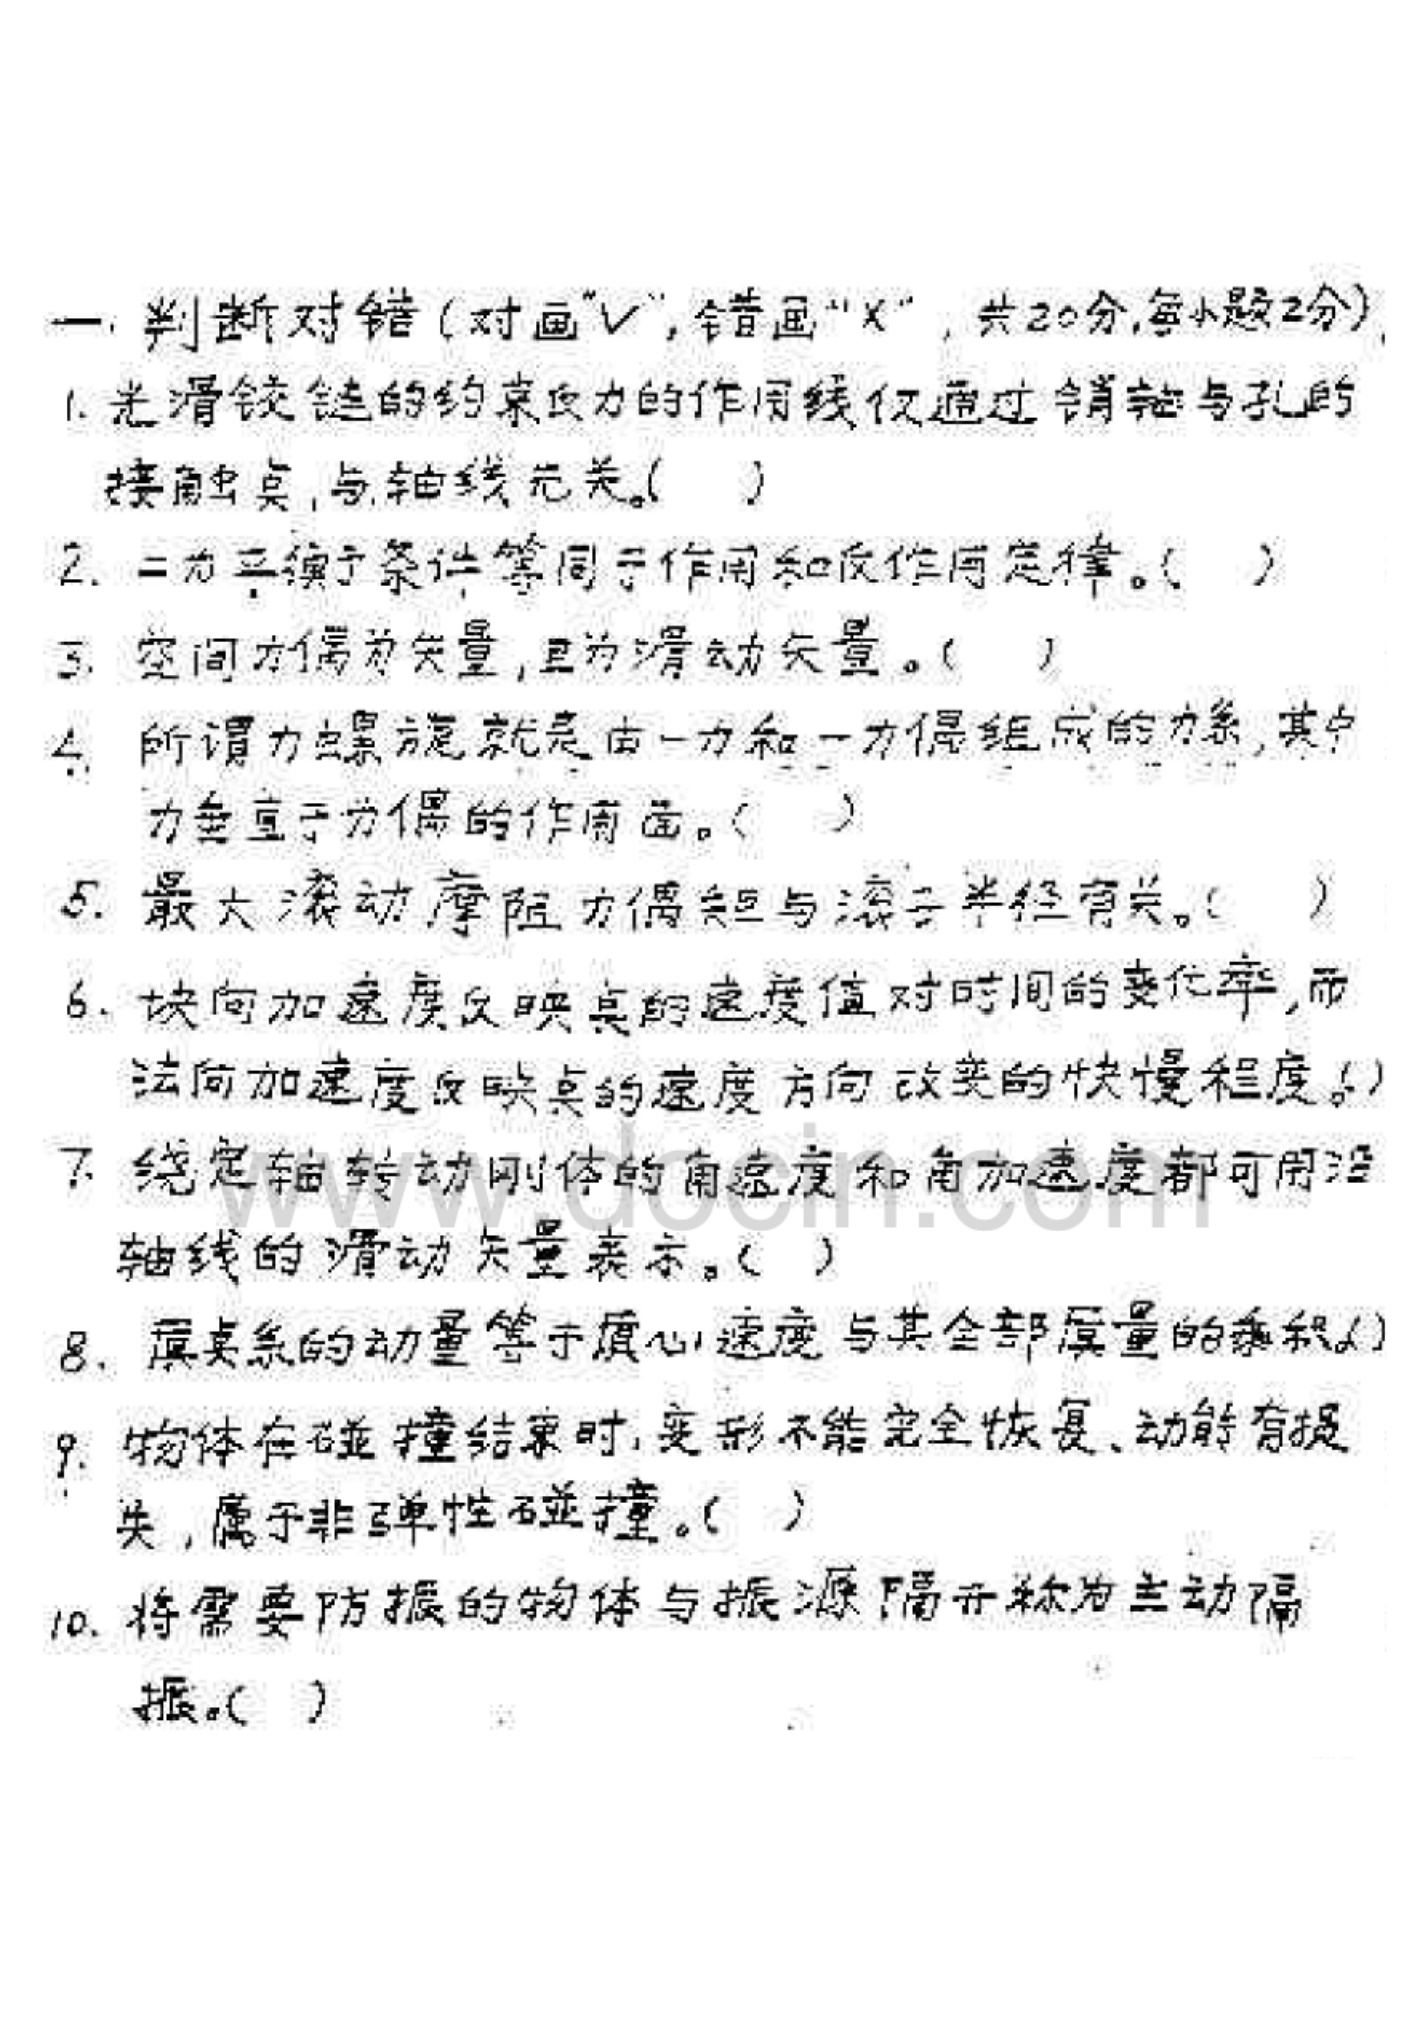 一. 判断对错(对画"√",错画"×",共20分,每小题2分)
1. 光滑铰链的约束反力的作用线仅通过销轴与孔的
接触点,与轴线无关。( )
2. 二力平衡条件等同于作用和反作用定律。( )
3. 空间力偶为矢量,且为滑动矢量。( )
4. 所谓力螺旋就是由一力和一力偶组成的力系,其中
力垂直于力偶的作用面。( )
5. 最大滚动摩阻力偶矩与滚子半径有关。( )
6. 切向加速度反映点的速度值对时间的变化率,而
法向加速度反映点的速度方向改变的快慢程度。( )
7. 绕定轴转动刚体的角速度和角加速度都可用沿
轴线的滑动矢量表示。( )
8. 质点系的动量等于质心速度与其全部质量的乘积。( )
9. 物体在碰撞结束时,变形不能完全恢复、动能有损
失,属于非弹性碰撞。( )
10. 将需要防振的物体与振源隔开称为主动隔
振。( )
www.docin.com